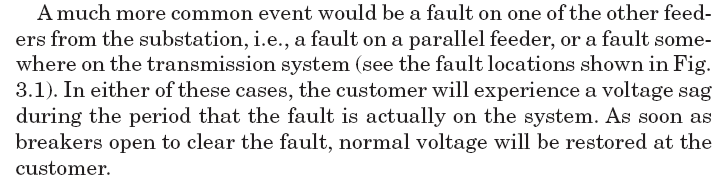 A much more common event would be a fault on one of the other feed-
ers from the substation, i.e., a fault on a parallel feeder, or a fault some-
where on the transmission system (see the fault locations shown in Fig.
3.1). In either of these cases, the customer will experience a voltage sag
during the period that the fault is actually on the system. As soon as
breakers open to clear the fault, normal voltage will be restored at the
customer.